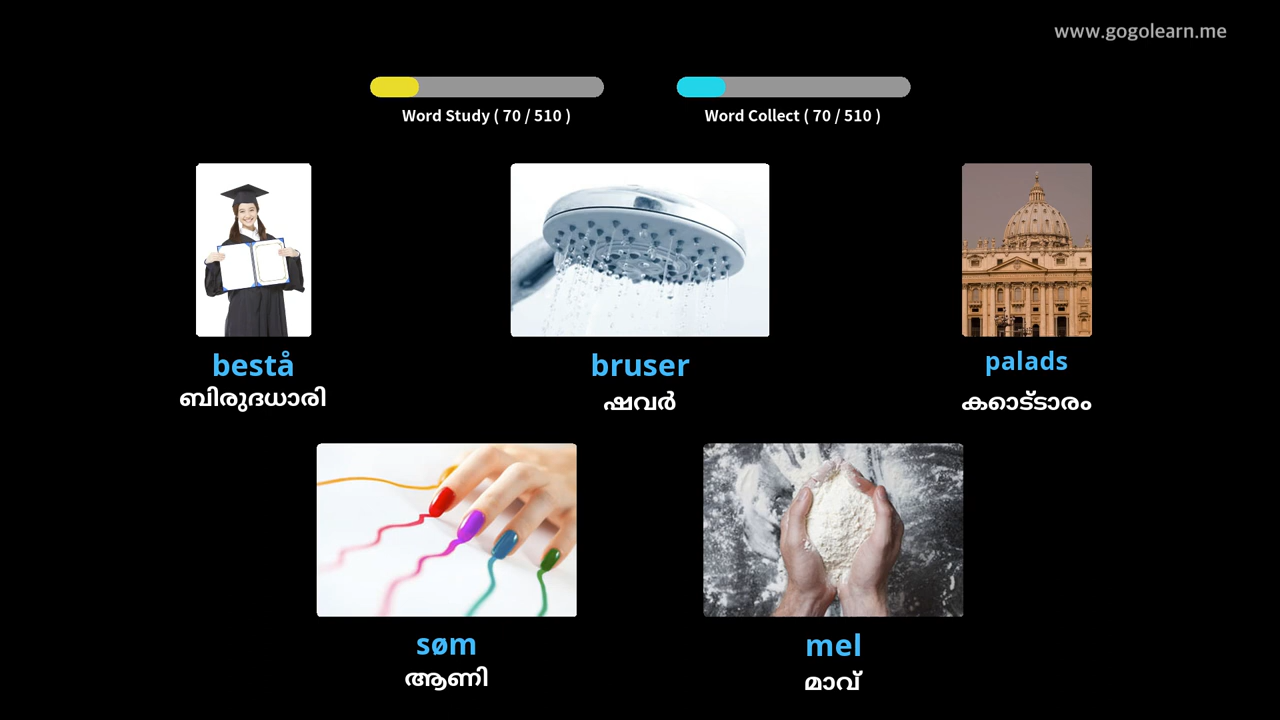 www.gogolearn.me
Word Study ( 70 / 510 )
Word Collect ( 70 / 510 )
bestå
ബിരുദധാരി
bruser
ഷവർ
palads
കൊട്ടാരം
søm
ആണി
mel
മാവ്